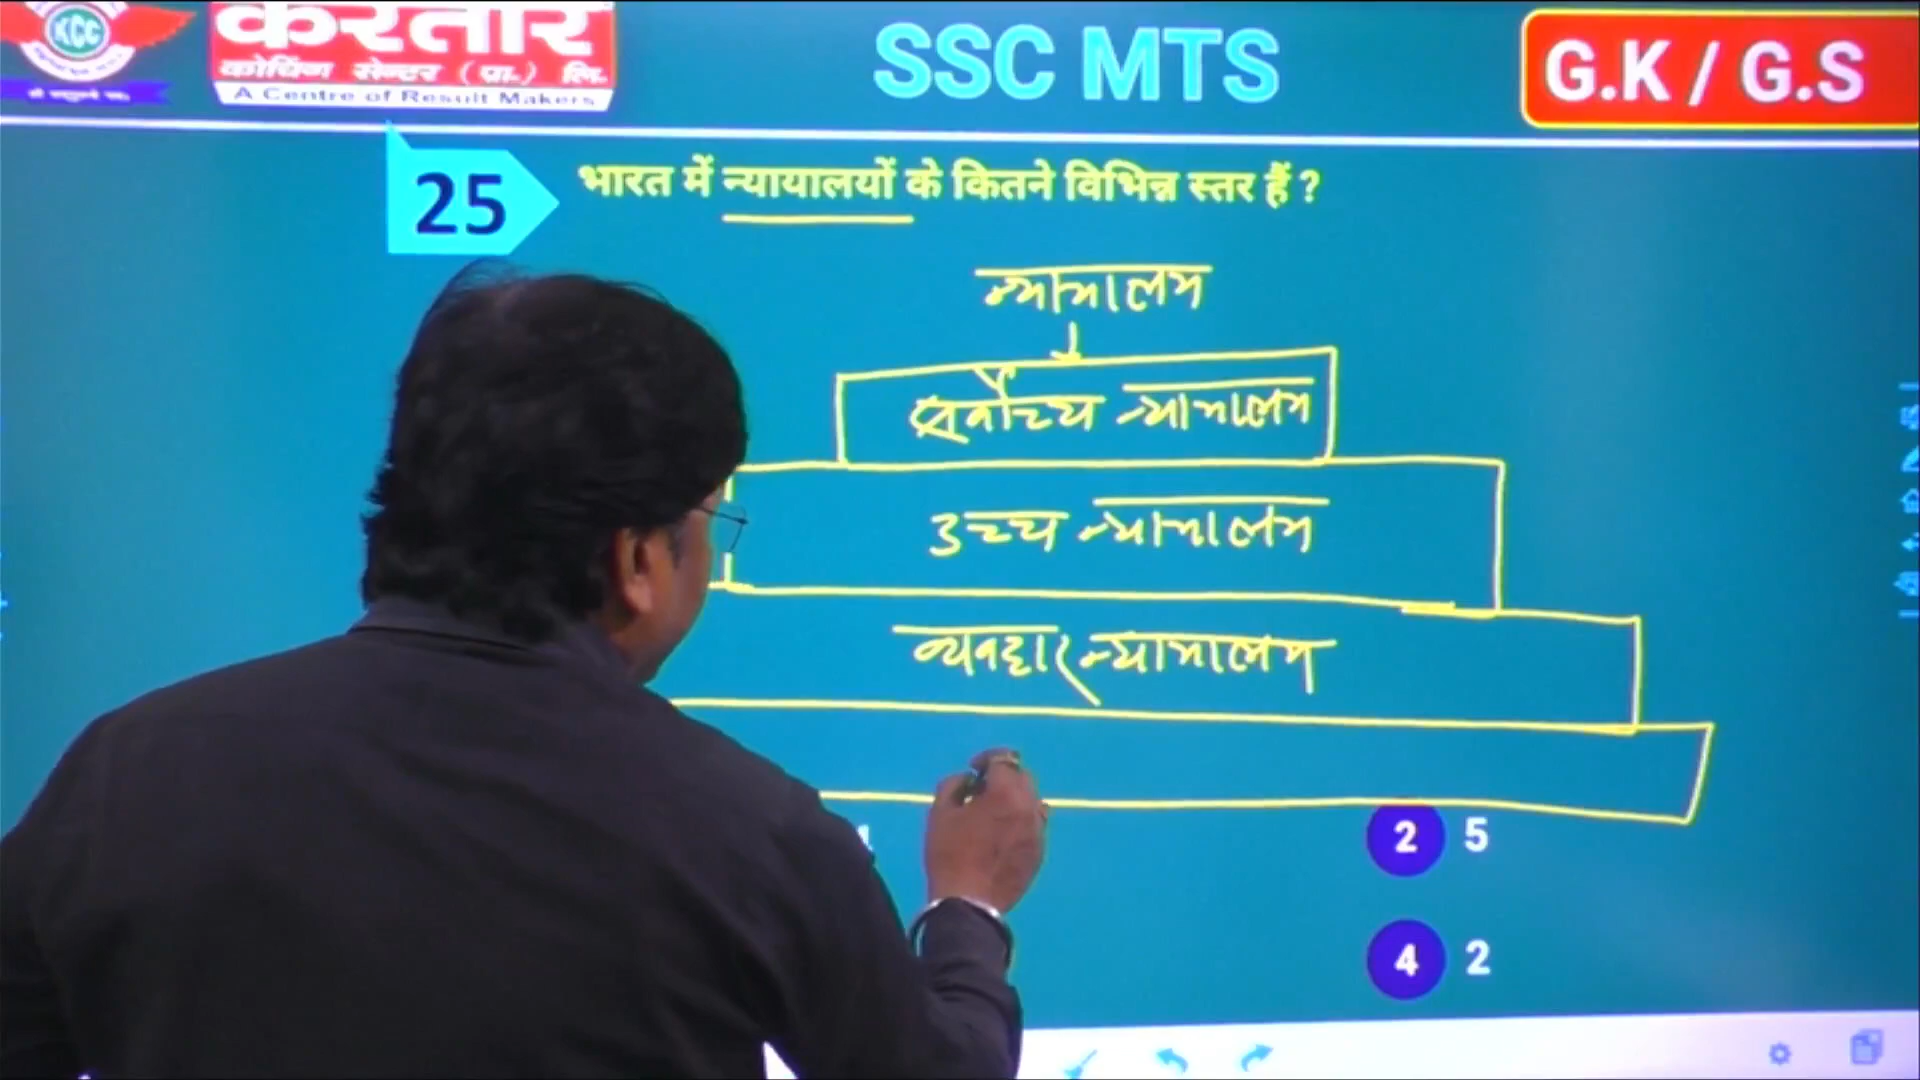 KCC
करतार
कोचिंग सेन्टर (प्रा.) लि.
A Centre of Result Makers
SSC MTS
G.K / G.S
25
भारत में न्यायालयों के कितने विभिन्न स्तर हैं ?
न्यायालय
सर्वोच्च न्यायालय
उच्च न्यायालय
व्यवहार न्यायालय
2 5
4 2